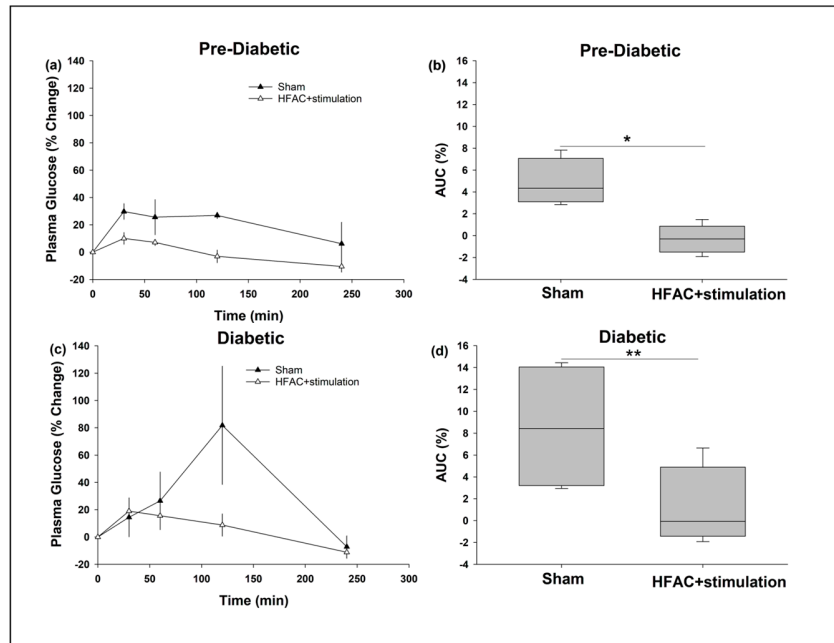 Pre-Diabetic
(a)
Sham
HFAC+stimulation
Plasma Glucose (% Change)
140
120
100
80
60
40
20
0
-20
0 50 100 150 200 250 300
Time (min)
Pre-Diabetic
(b)
AUC (%)
16
14
12
10
8
6
4
2
0
-2
-4
*
Sham HFAC+stimulation
Diabetic
(c)
Sham
HFAC+stimulation
Plasma Glucose (% Change)
140
120
100
80
60
40
20
0
-20
0 50 100 150 200 250 300
Time (min)
Diabetic
(d)
AUC (%)
16
14
12
10
8
6
4
2
0
-2
-4
**
Sham HFAC+stimulation